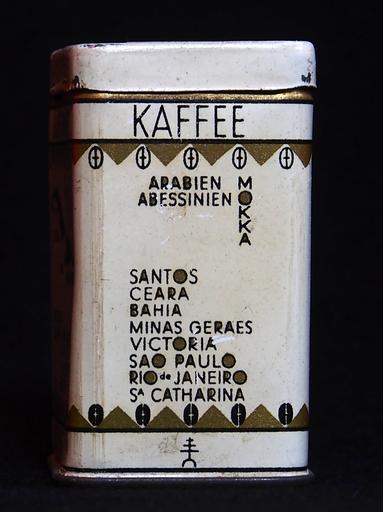 KAFFEE
ARABIEN
ABESSINIEN
MOKKA
SANTOS
CEARA
BAHIA
MINAS GERAES
VICTORIA
SAO PAULO
RIO de JANEIRO
SA CATHARINA